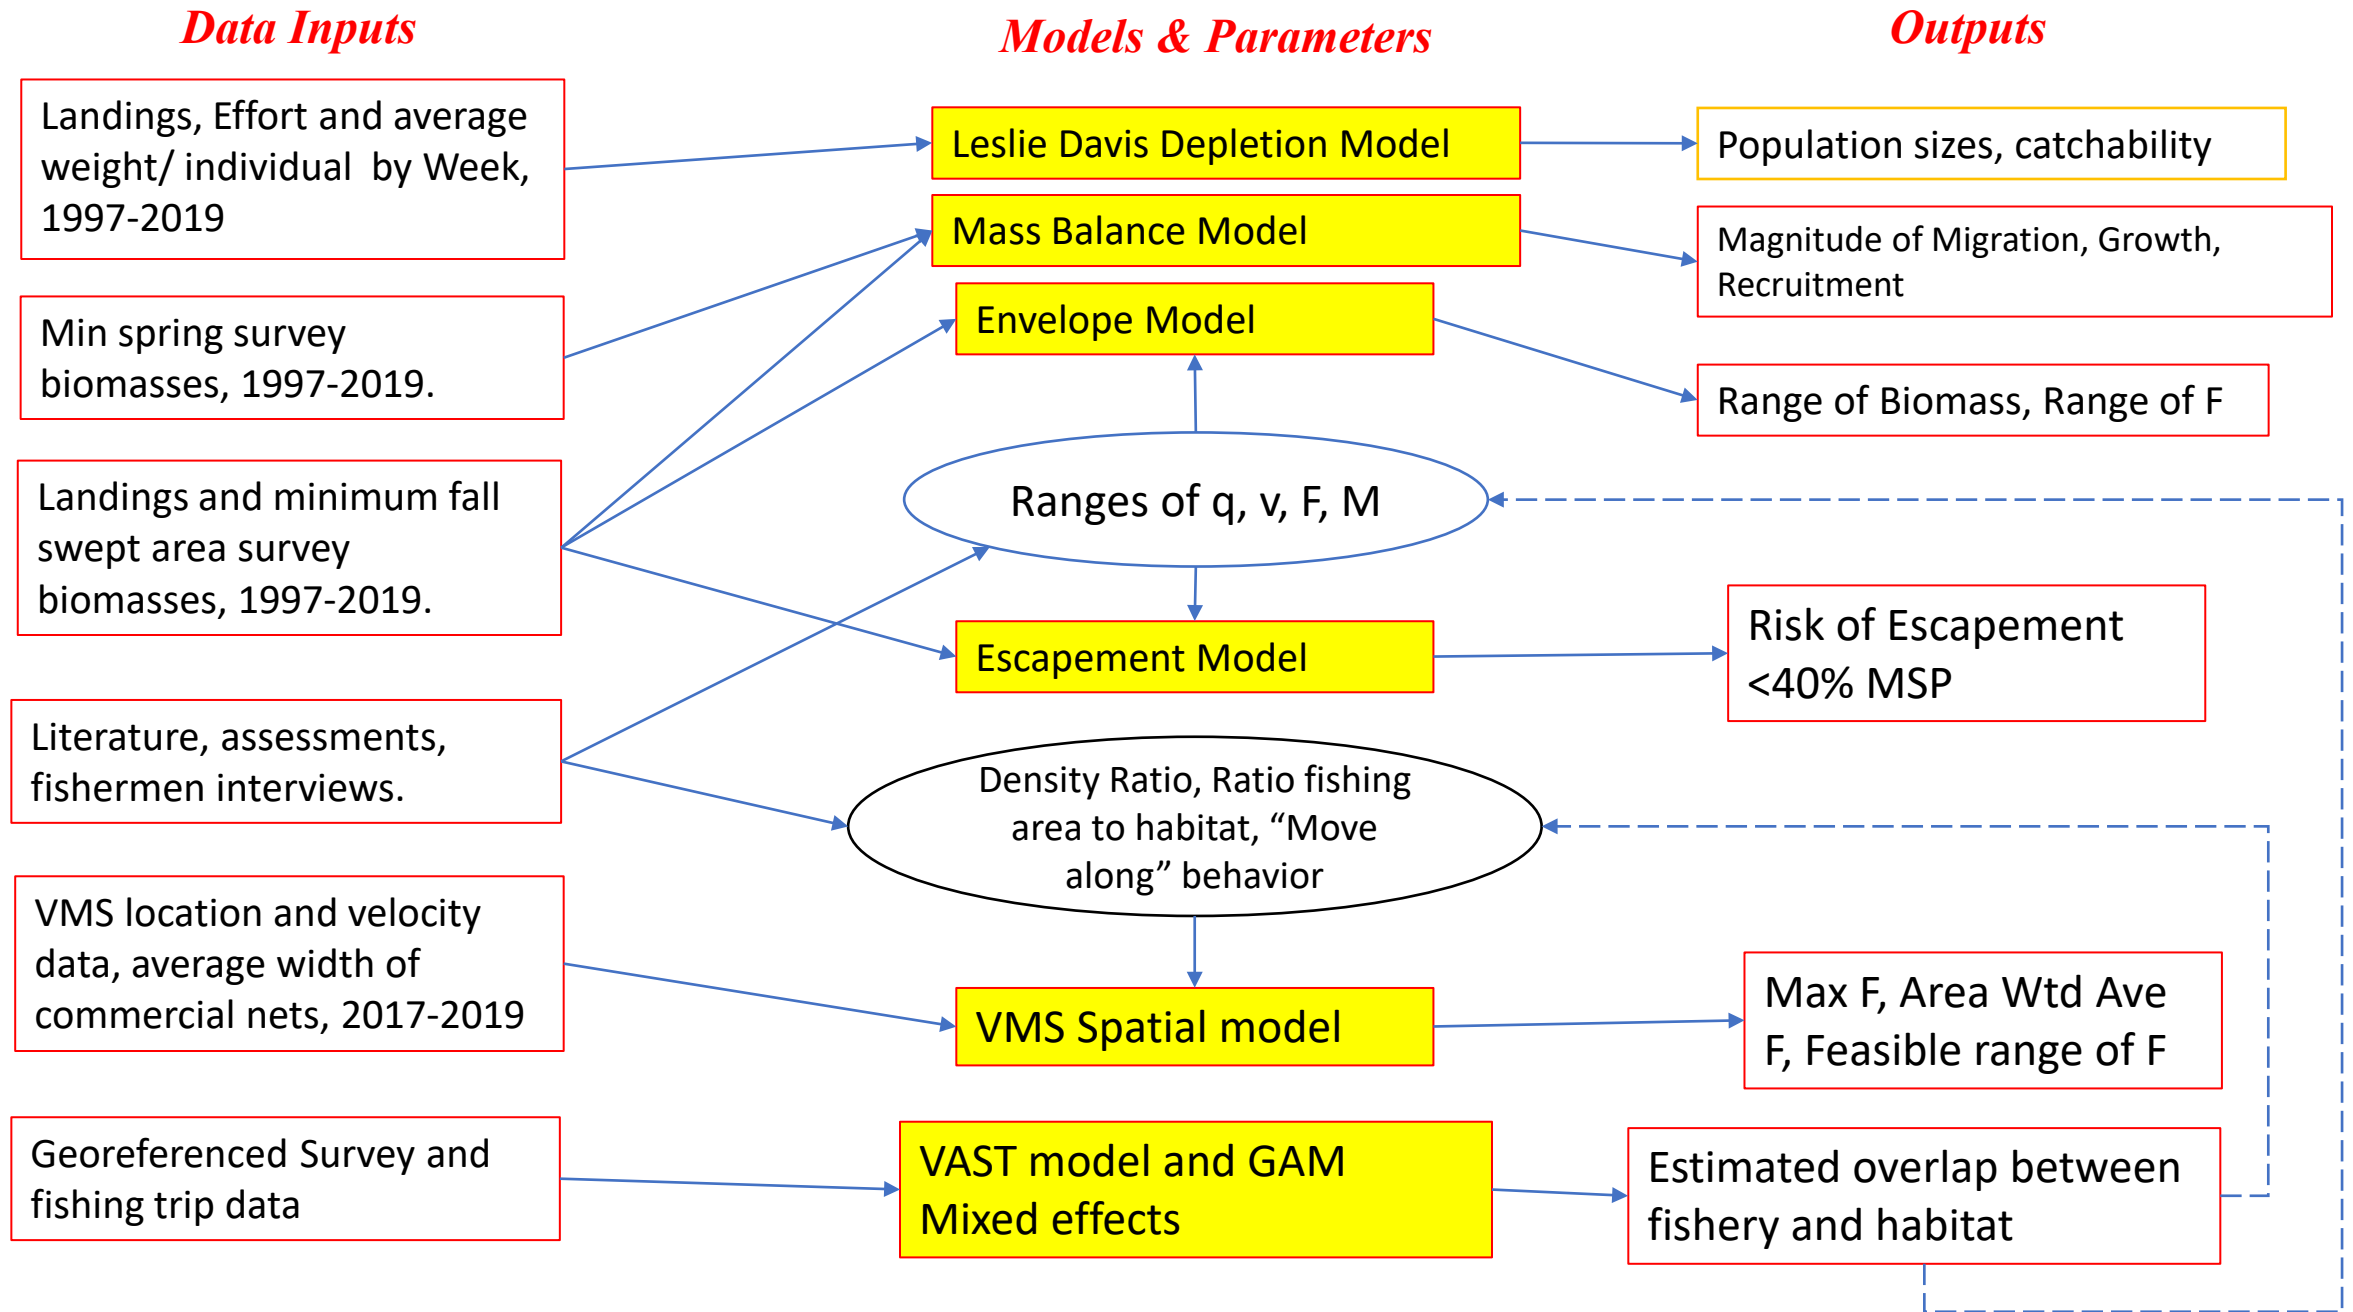 Data Inputs
Models & Parameters
Outputs
Landings, Effort and average
weight/ individual  by Week,
1997-2019
Leslie Davis Depletion Model
Population sizes, catchability
Mass Balance Model
Magnitude of Migration, Growth,
Recruitment
Min spring survey
biomasses, 1997-2019.
Envelope Model
Range of Biomass, Range of F
Landings and minimum fall
swept area survey
biomasses, 1997-2019.
Ranges of q, v, F, M
Escapement Model
Risk of Escapement
<40% MSP
Literature, assessments,
fishermen interviews.
Density Ratio, Ratio fishing
area to habitat, “Move
along” behavior
VMS location and velocity
data, average width of
commercial nets, 2017-2019
VMS Spatial model
Max F, Area Wtd Ave
F, Feasible range of F
Georeferenced Survey and
fishing trip data
VAST model and GAM
Mixed effects
Estimated overlap between
fishery and habitat